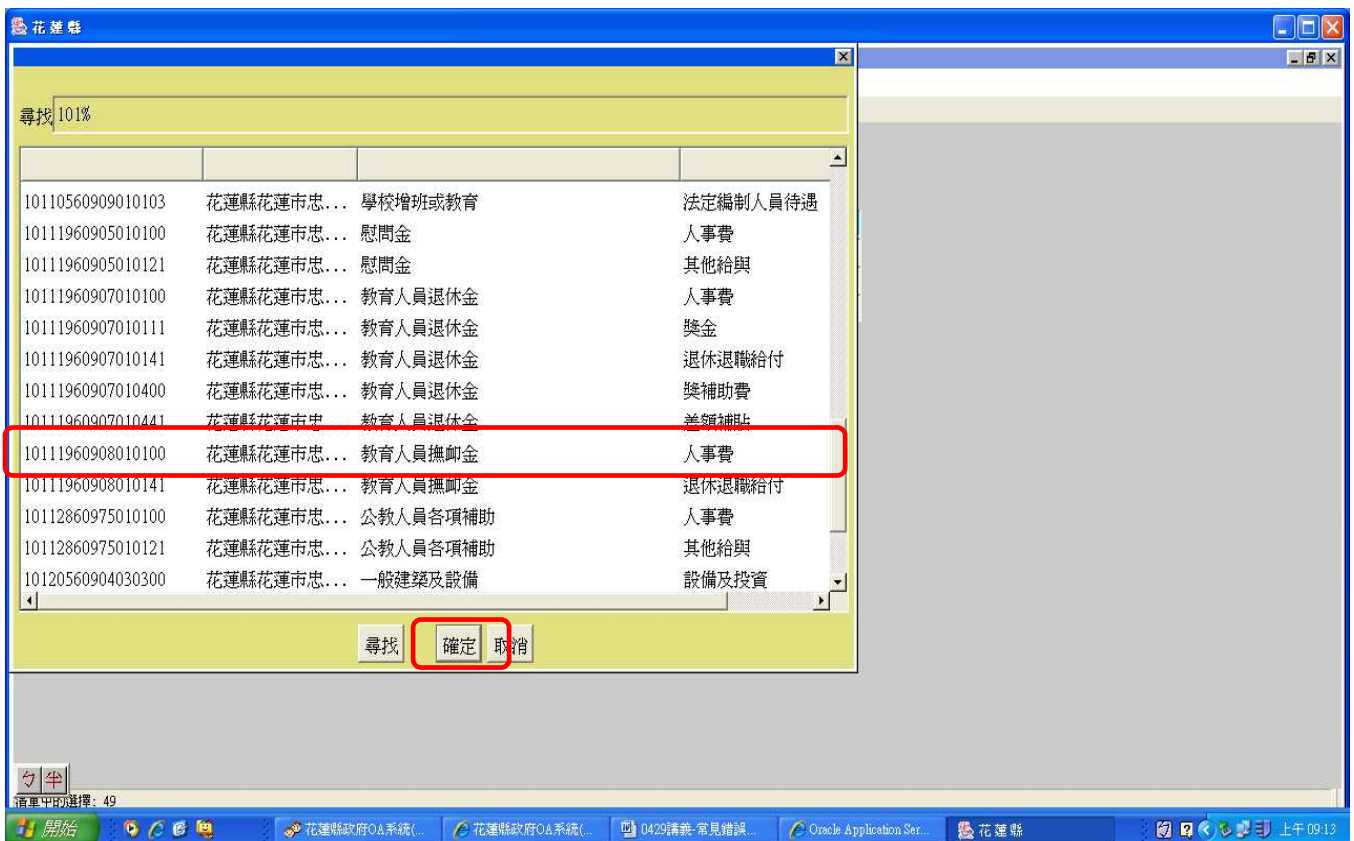 花蓮縣
尋找 101%
10110560909010103 花蓮縣花蓮市忠... 學校增班或教育 法定編制人員待遇
10111960905010100 花蓮縣花蓮市忠... 慰問金 人事費
10111960905010121 花蓮縣花蓮市忠... 慰問金 其他給與
10111960907010100 花蓮縣花蓮市忠... 教育人員退休金 人事費
10111960907010111 花蓮縣花蓮市忠... 教育人員退休金 獎金
10111960907010141 花蓮縣花蓮市忠... 教育人員退休金 退休退職給付
10111960907010400 花蓮縣花蓮市忠... 教育人員退休金 獎補助費
10111960907010441 花蓮縣花蓮市忠... 教育人員退休金 差額補貼
10111960908010100 花蓮縣花蓮市忠... 教育人員撫卹金 人事費
10111960908010141 花蓮縣花蓮市忠... 教育人員撫卹金 退休退職給付
10112860975010100 花蓮縣花蓮市忠... 公教人員各項補助 人事費
10112860975010121 花蓮縣花蓮市忠... 公教人員各項補助 其他給與
10120560904030300 花蓮縣花蓮市忠... 一般建築及設備 設備及投資
尋找 確定 取消
ㄅ 半
清單中的選擇: 49
開始 花蓮縣政府OA系統(... 花蓮縣政府OA系統(... 0429講義-常見錯誤... Oracle Application Ser... 花蓮縣 上午 09:13